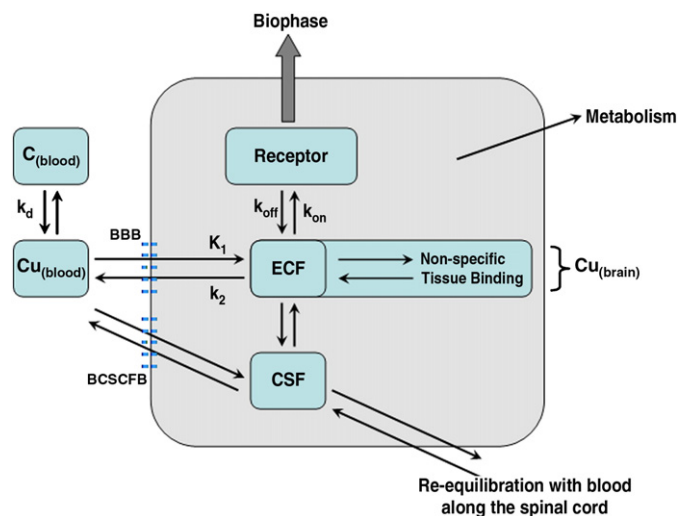 Biophase
Metabolism
C(blood)
Receptor
kd
koff
kon
BBB
K1
Cu(blood)
ECF
Non-specific
Tissue Binding
Cu(brain)
k2
BCSCFB
CSF
Re-equilibration with blood
along the spinal cord